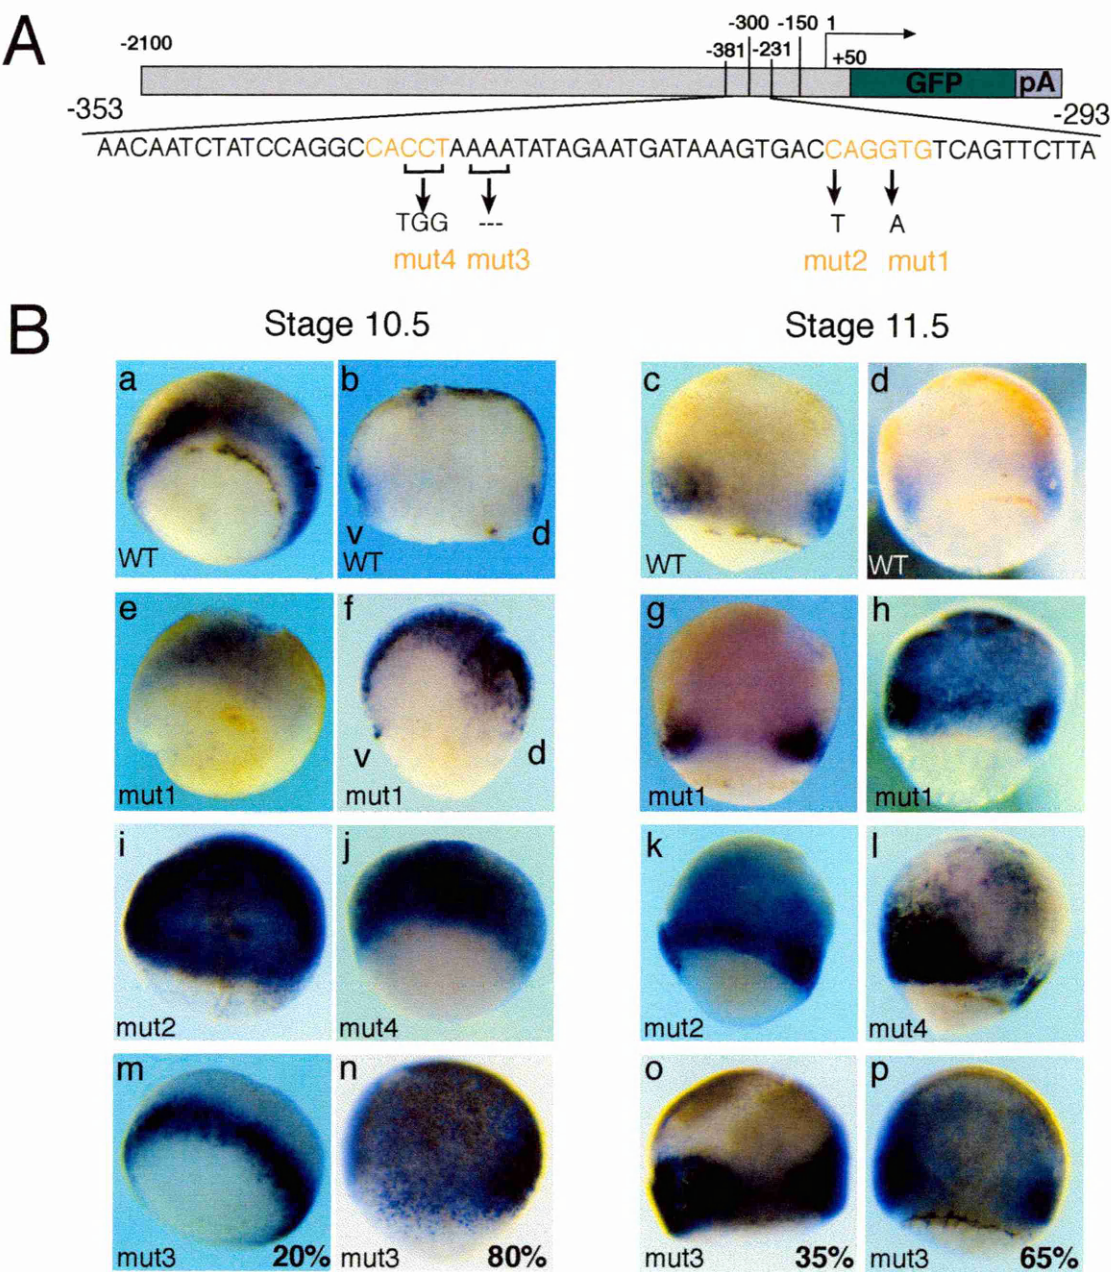 A
-2100
-300 -150 1
-381 -231 +50
GFP pA
-353
-293
AACAATCTATCCAGGCCACCTAAAATATAGAATGATAAAGTGACCAGGTGTCAGTTCTTA
TGG --- T A
mut4 mut3 mut2 mut1
B
Stage 10.5 Stage 11.5
a b c d
v d
WT WT WT WT
e f g h
v d
mut1 mut1 mut1 mut1
i j k l
mut2 mut4 mut2 mut4
m n o p
mut3 20% mut3 80% mut3 35% mut3 65%